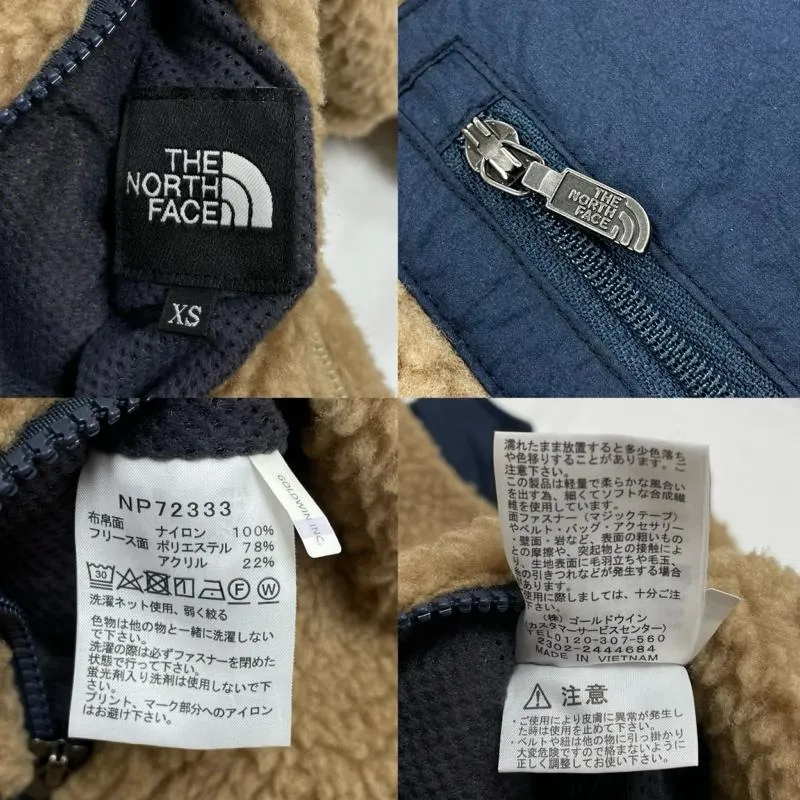 THE
NORTH
FACE
XS
THE
NORTH
FACE
NP72333
布帛面 ナイロン 100%
フリース面 ポリエステル 78%
アクリル 22%
30
F
W
洗濯ネット使用、弱く絞る
色物は他の物と一緒に洗濯しない
で下さい。
洗濯の際は必ずファスナーを閉めた
状態で行って下さい。
蛍光剤入り洗剤は使用しないで下
さい。
プリント、マーク部分へのアイロン
はお避け下さい。
GOLDWIN INC.
濡れたまま放置すると多少色落ち
や色移りすることがあります。ご
注意下さい。
この製品は軽量で柔らかな風合い
を出す為、細くてソフトな合成繊
維を使用しています。
面ファスナー(マジックテープ)
やベルト・バッグ・アクセサリー
・壁面・岩など、表面の粗いもの
との摩擦や、突起物との接触によ
り、生地表面に毛羽立ちや毛玉、
糸の引きつれなどが発生する場合
あります。
使用に際しましては、十分ご注
下さい。
(株)ゴールドウイン
(カスタマーサービスセンター)
TEL0120-307-560
2302-2444684
MADE IN VIETNAM
注意
・ご使用により皮膚に異常が発生し
た時は使用を止めて下さい。
・ベルトや紐は他の物に引っ掛かり
大変危険ですので絡まないように
正しく調整してお使い下さい。